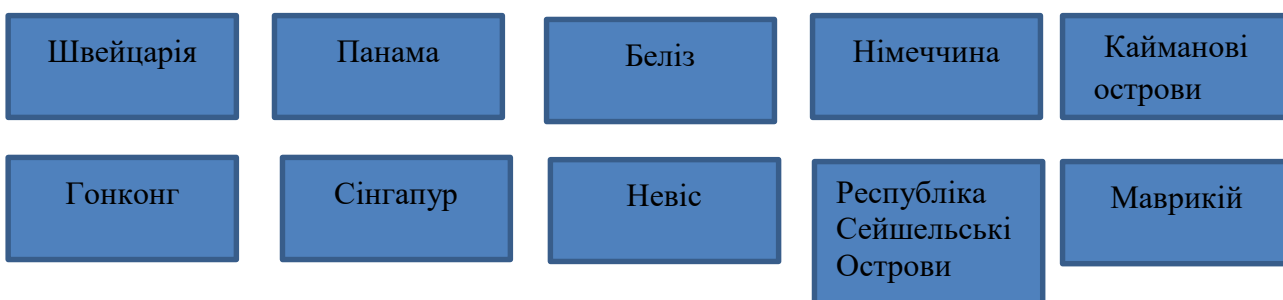 Швейцарія
Панама
Беліз
Німеччина
Кайманові
острови
Гонконг
Сінгапур
Невіс
Республіка
Сейшельські
Острови
Маврикій